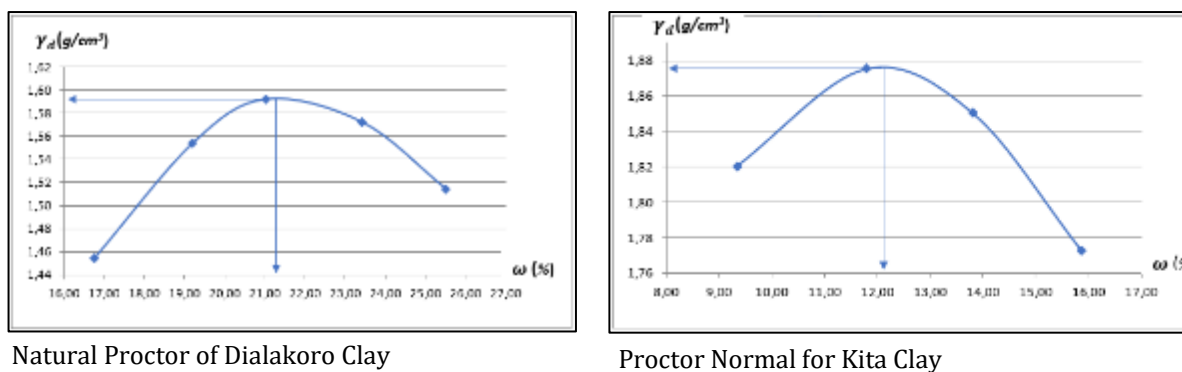 γd(g/cm³)
1,62
1,60
1,58
1,56
1,54
1,52
1,50
1,48
1,46
1,44
ω (%)
16,00 17,00 18,00 19,00 20,00 21,00 22,00 23,00 24,00 25,00 26,00 27,00
Natural Proctor of Dialakoro Clay
γd(g/cm³)
1,88
1,86
1,84
1,82
1,80
1,78
1,76
ω (%
8,00 9,00 10,00 11,00 12,00 13,00 14,00 15,00 16,00 17,00
Proctor Normal for Kita Clay